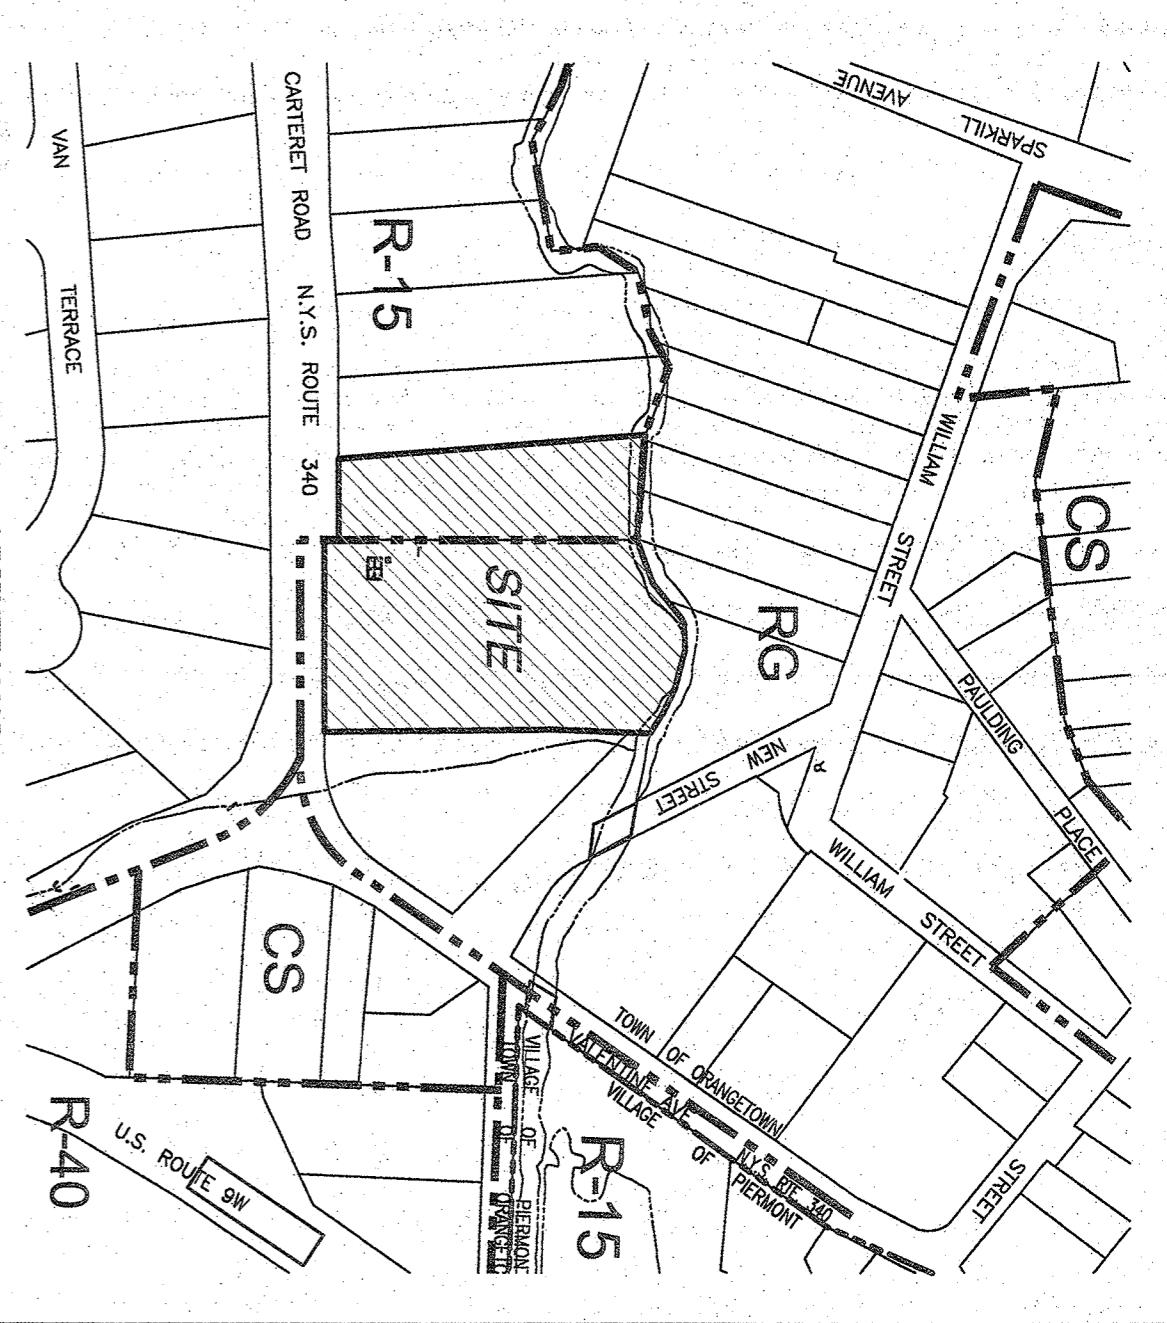 SPARKILL
AVENUE
VAN
TERRACE
CARTERET ROAD N.Y.S. ROUTE 340
R-15
WILLIAM STREET
CS
SITE
RG
PAULDING PLACE
NEW STREET
WILLIAM STREET
CS
TOWN OF ORANGETOWN
VALENTINE AVE N.Y.S. RTE. 340
VILLAGE OF PIERMONT
VILLAGE OF PIERMON
TOWN OF ORANGETO
R-15
STREET
R-40
U.S. ROUTE 9W